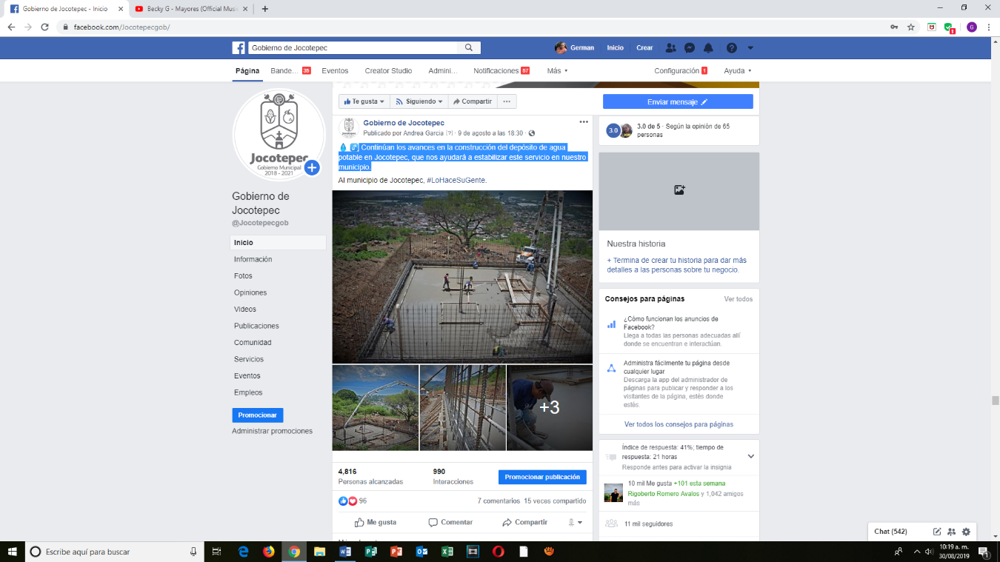 Gobierno de Jocotepec - Inicio
Becky G - Mayores (Official Musi
facebook.com/Jocotepecgob/
Gobierno de Jocotepec
German
Inicio
Crear
Página
Bande... 35
Eventos
Creator Studio
Admini...
Notificaciones 57
Más
Configuración 1
Ayuda
Te gusta
Siguiendo
Compartir
Enviar mensaje
Jocotepec
Gobierno Municipal
2018 - 2021
Gobierno de
Jocotepec
@Jocotepecgob
Inicio
Información
Fotos
Opiniones
Videos
Publicaciones
Comunidad
Servicios
Eventos
Empleos
Promocionar
Administrar promociones
Gobierno de Jocotepec
Publicado por Andrea Garcia [?] · 9 de agosto a las 18:30 ·
Continúan los avances en la construcción del depósito de agua
potable en Jocotepec, que nos ayudará a estabilizar este servicio en nuestro
municipio.
Al municipio de Jocotepec, #LoHaceSuGente.
+3
4,816
Personas alcanzadas
990
Interacciones
Promocionar publicación
96
7 comentarios 15 veces compartido
Me gusta
Comentar
Compartir
3.0
3.0 de 5 · Según la opinión de 65
personas
Nuestra historia
+ Termina de crear tu historia para dar más
detalles a las personas sobre tu negocio.
Consejos para páginas
Ver todos
¿Cómo funcionan los anuncios de
Facebook?
Llega a todas las personas adecuadas allí
donde se encuentran e interactúan.
Administra fácilmente tu página desde
cualquier lugar
Descarga la app del administrador de
páginas para publicar y responder a los
visitantes de la página, estés donde
estés.
Ver todos los consejos para páginas
Índice de respuesta: 41%; tiempo de
respuesta: 21 horas
Responde antes para activar la insignia
10 mil Me gusta +101 esta semana
Rigoberto Romero Avalos y 1,042 amigos
más
11 mil seguidores
Chat (542)
Escribe aquí para buscar
10:19 a. m.
30/08/2019